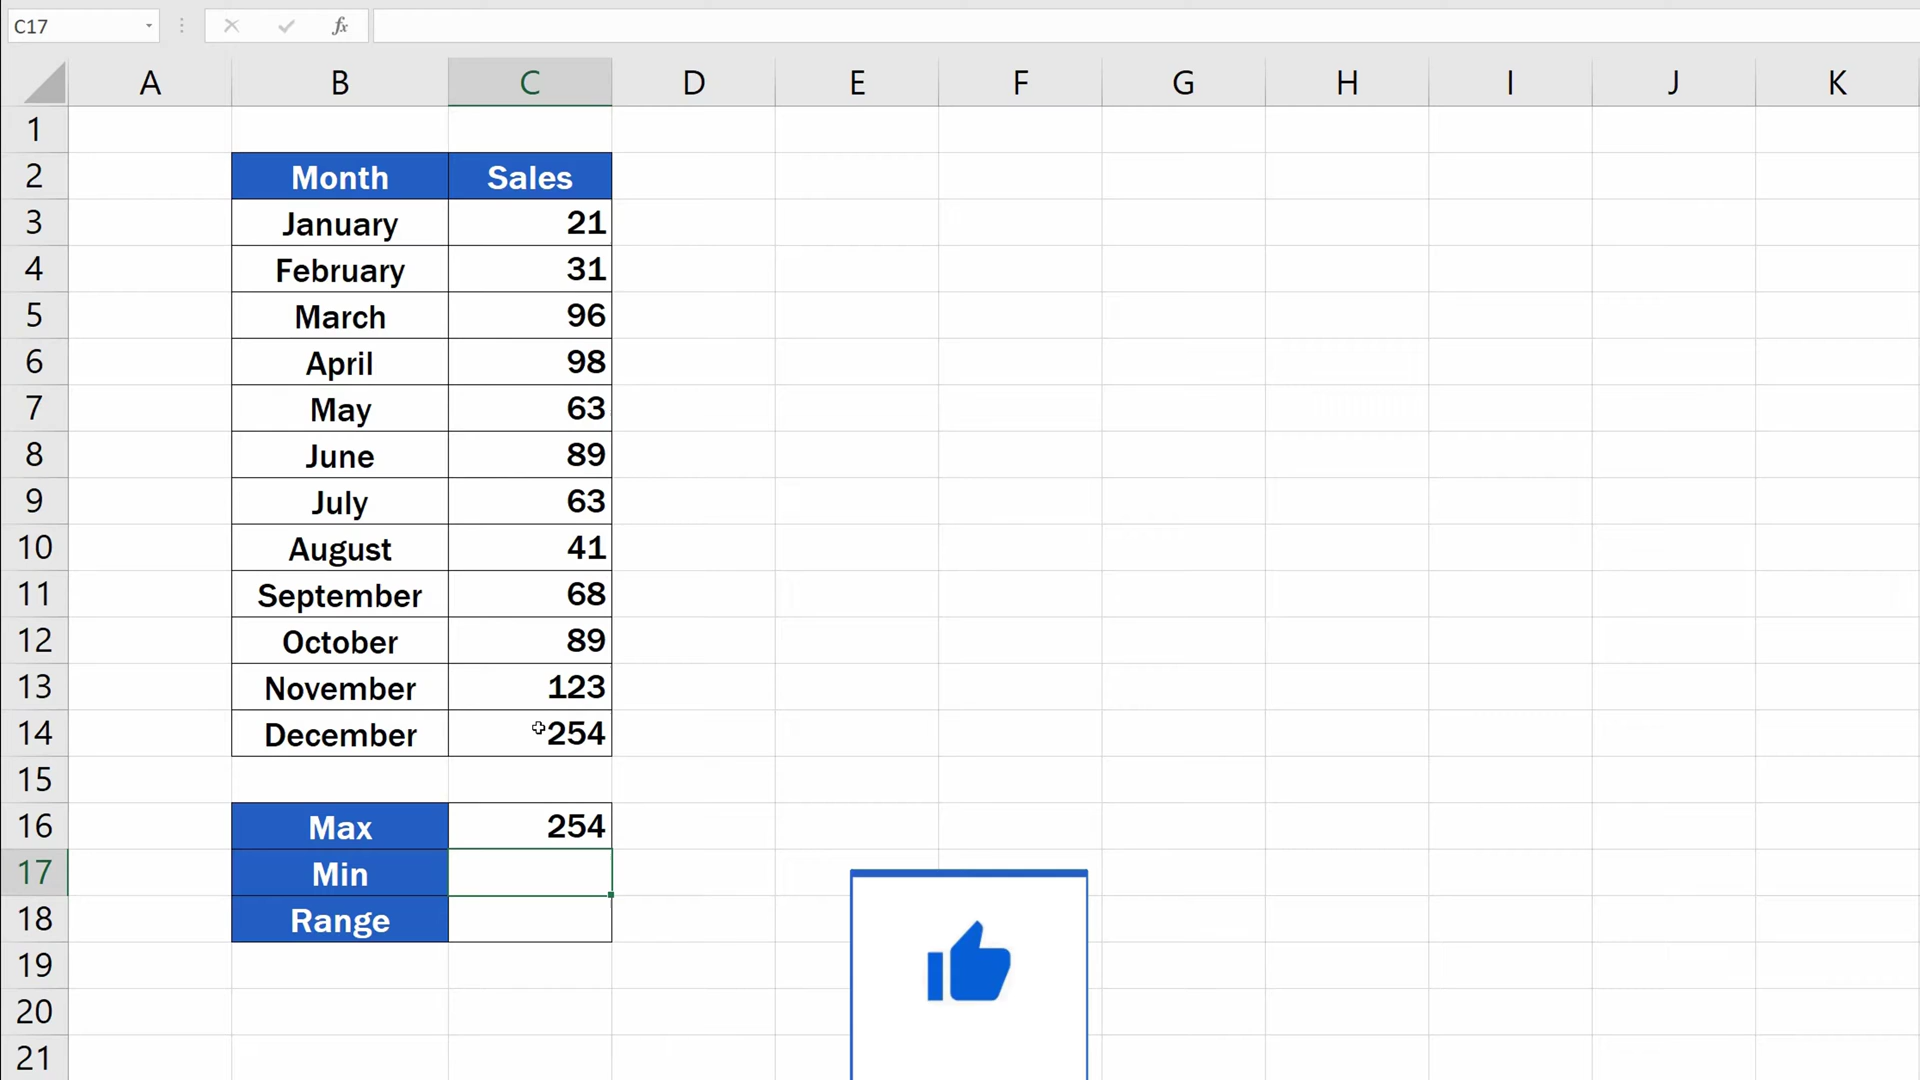 C17
fx
A B C D E F G H I J K
1
2 Month Sales
3 January 21
4 February 31
5 March 96
6 April 98
7 May 63
8 June 89
9 July 63
10 August 41
11 September 68
12 October 89
13 November 123
14 December 254
15
16 Max 254
17 Min
18 Range
19
20
21